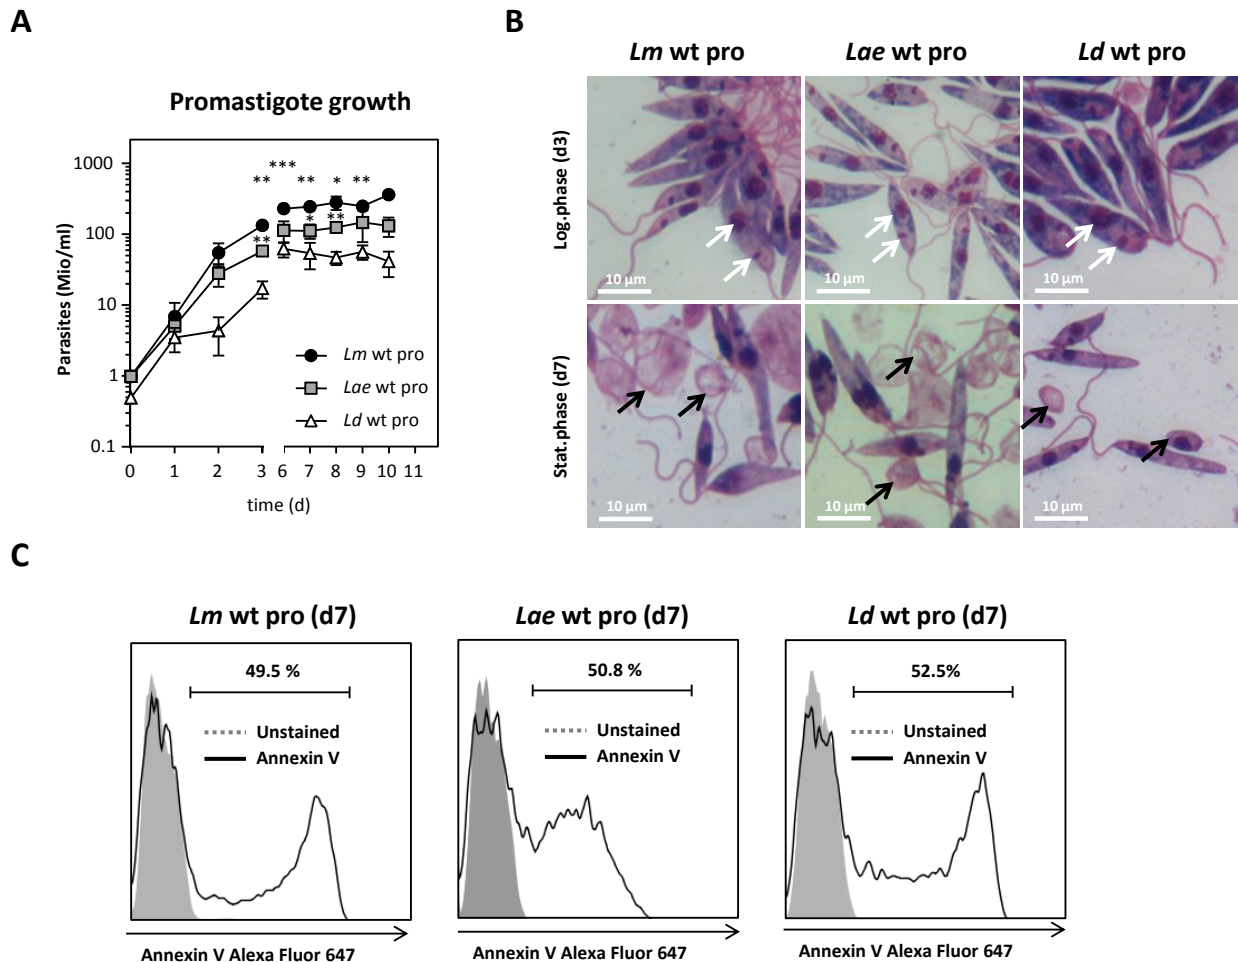 A
B
Lm wt pro
Lae wt pro
Ld wt pro
Promastigote growth
Parasites (Mio/ml)
1000
100
10
1
0.1
***
**
**
*
**
*
**
**
Lm wt pro
Lae wt pro
Ld wt pro
0 1 2 3 6 7 8 9 10 11
time (d)
Log.phase (d3)
10 µm
10 µm
10 µm
Stat.phase (d7)
10 µm
10 µm
10 µm
C
Lm wt pro (d7)
Lae wt pro (d7)
Ld wt pro (d7)
49.5 %
Unstained
Annexin V
50.8 %
Unstained
Annexin V
52.5%
Unstained
Annexin V
Annexin V Alexa Fluor 647
Annexin V Alexa Fluor 647
Annexin V Alexa Fluor 647